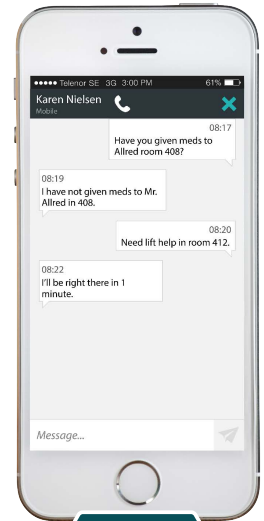 Telenor SE 3G 3:00 PM 61%
Karen Nielsen
Mobile
08:17
Have you given meds to
Allred room 408?
08:19
I have not given meds to Mr.
Allred in 408.
08:20
Need lift help in room 412.
08:22
I'll be right there in 1
minute.
Message...